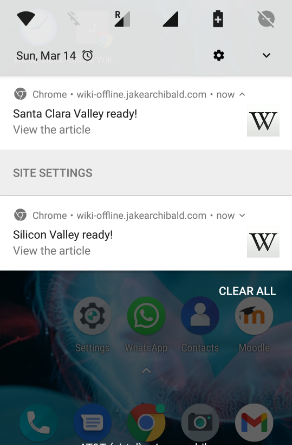 R
Sun, Mar 14
Chrome • wiki-offline.jakearchibald.com • now
Santa Clara Valley ready!
View the article
W
SITE SETTINGS
Chrome • wiki-offline.jakearchibald.com • now
Silicon Valley ready!
View the article
W
CLEAR ALL
Settings WhatsApp Contacts Moodle